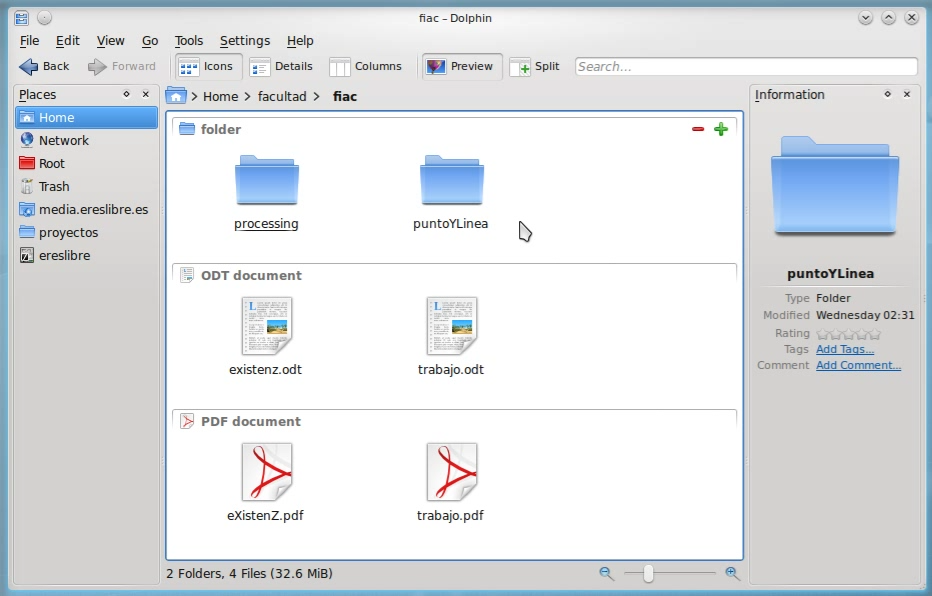 fiac – Dolphin
File Edit View Go Tools Settings Help
Back Forward Icons Details Columns Preview Split Search...
Places
Home
Network
Root
Trash
media.ereslibre.es
proyectos
ereslibre
Home facultad fiac
folder
processing puntoYLinea
ODT document
existenz.odt trabajo.odt
PDF document
eXistenZ.pdf trabajo.pdf
2 Folders, 4 Files (32.6 MiB)
Information
puntoYLinea
Type Folder
Modified Wednesday 02:31
Rating
Tags Add Tags...
Comment Add Comment...